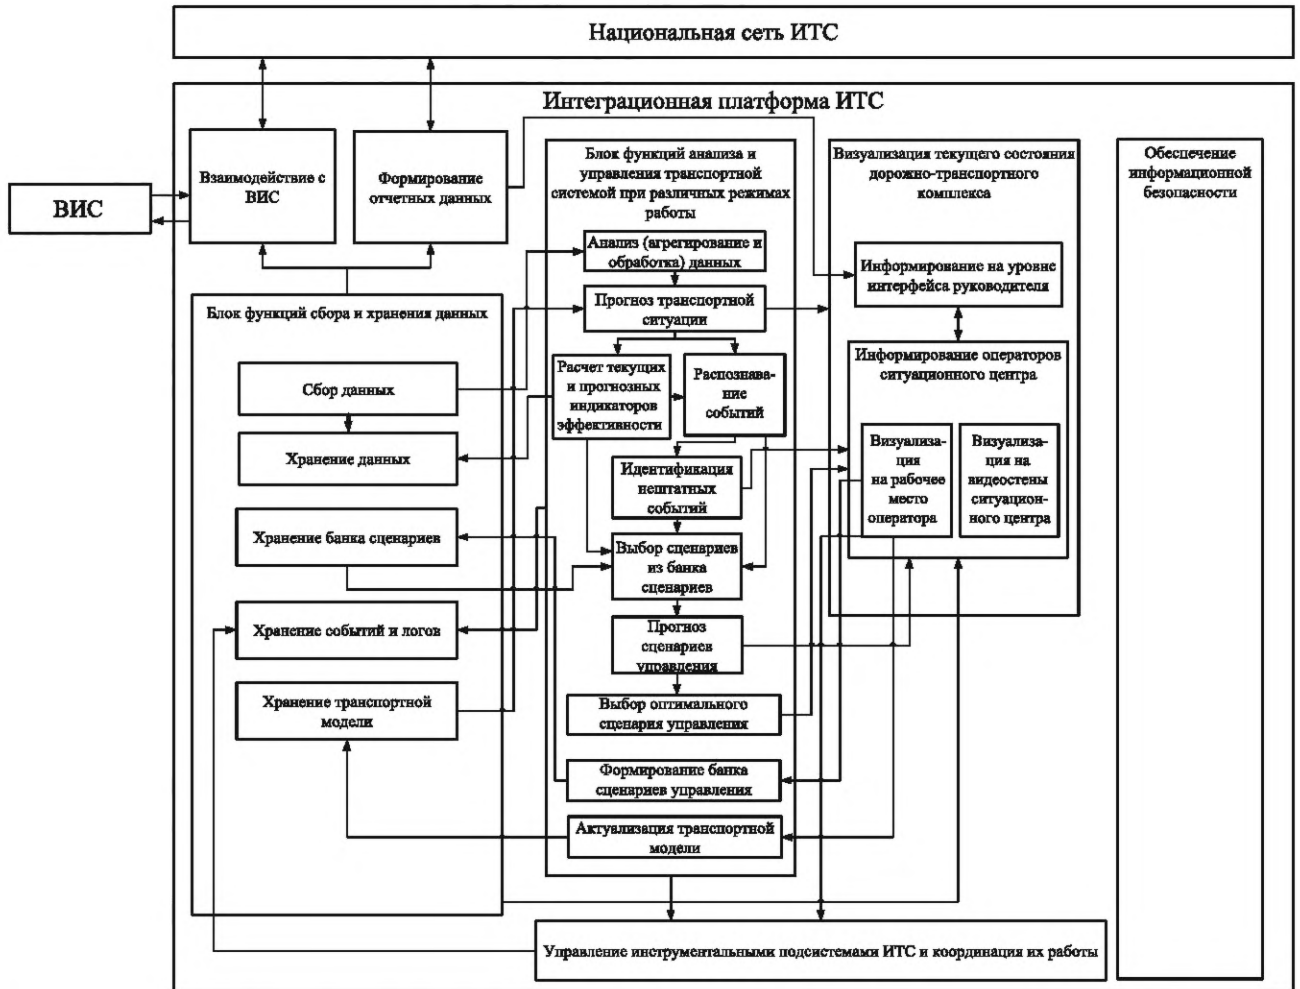 Национальная сеть ИТС
Интеграционная платформа ИТС
ВИС
Взаимодействие с
ВИС
Формирование
отчетных данных
Блок функций сбора и хранения данных
Сбор данных
Хранение данных
Хранение банка сценариев
Хранение событий и логов
Хранение транспортной
модели
Блок функций анализа и
управления транспортной
системой при различных режимах
работы
Анализ (агрегирование и
обработка) данных
Прогноз транспортной
ситуации
Расчет текущих
и прогнозных
индикаторов
эффективности
Распознава-
ние
событий
Идентификация
нештатных
событий
Выбор сценариев
из банка
сценариев
Прогноз
сценариев
управления
Выбор оптимального
сценария управления
Формирование банка
сценариев управления
Актуализация транспортной
модели
Визуализация текущего состояния
дорожно-транспортного
комплекса
Информирование на уровне
интерфейса руководителя
Информирование операторов
ситуационного центра
Визуализа-
ция
на рабочее
место
оператора
Визуализа-
ция на
видеостены
ситуацион-
ного центра
Обеспечение
информационной
безопасности
Управление инструментальными подсистемами ИТС и координация их работы